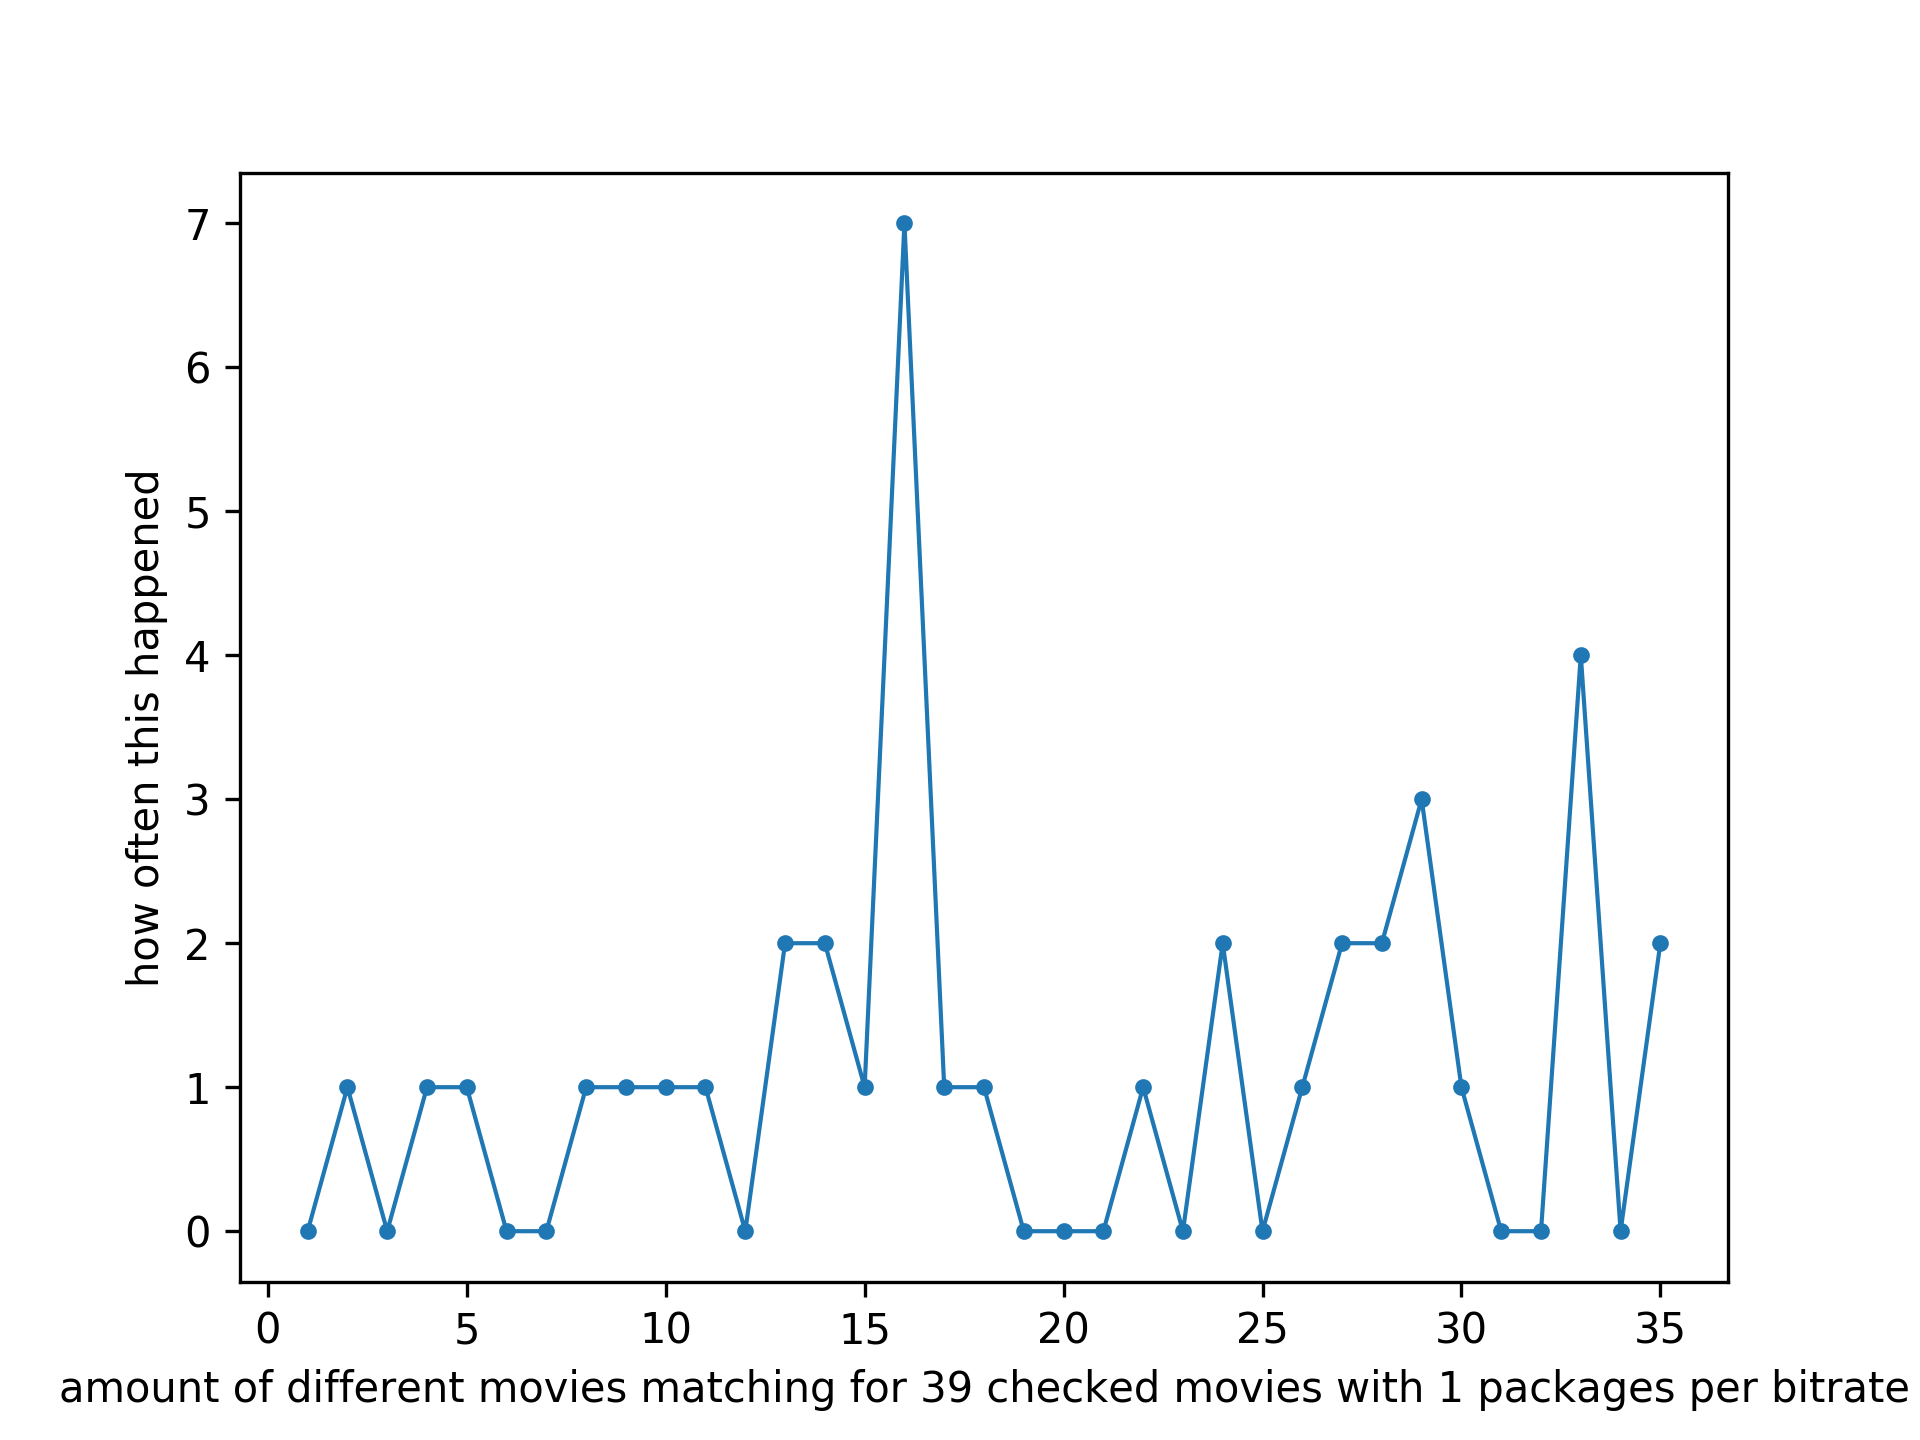 7
6
5
4
3
2
1
0
how often this happened
0 5 10 15 20 25 30 35
amount of different movies matching for 39 checked movies with 1 packages per bitrate